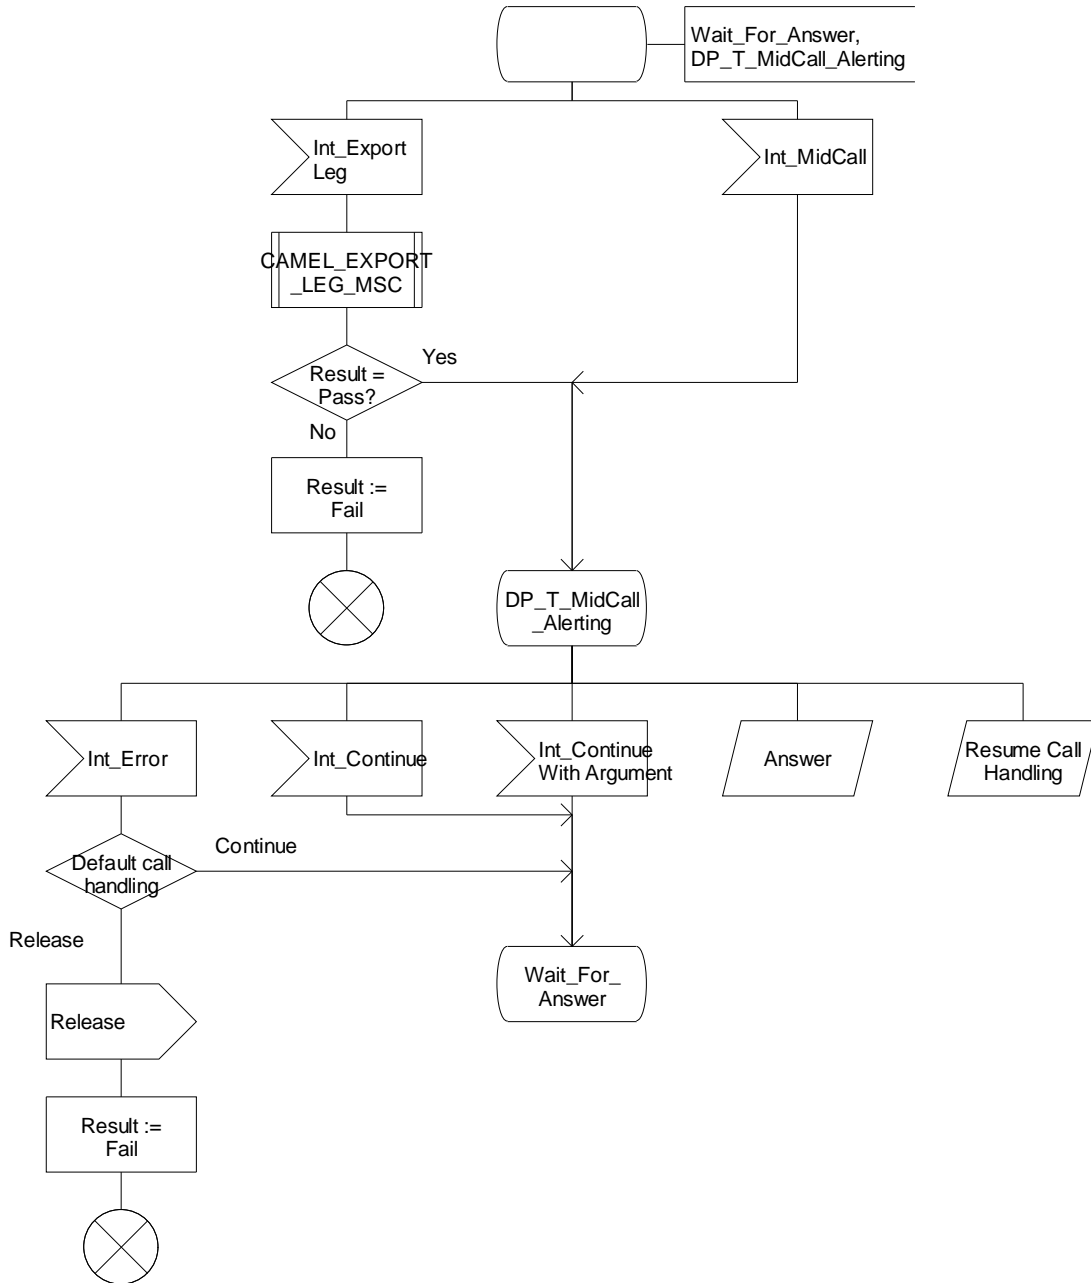 Wait_For_Answer,
DP_T_MidCall_Alerting
Int_Export
Leg
Int_MidCall
CAMEL_EXPORT
_LEG_MSC
Yes
Result =
Pass?
No
Result :=
Fail
DP_T_MidCall
_Alerting
Int_Error
Int_Continue
Int_Continue
With Argument
Answer
Resume Call
Handling
Continue
Default call
handling
Release
Wait_For_
Answer
Release
Result :=
Fail